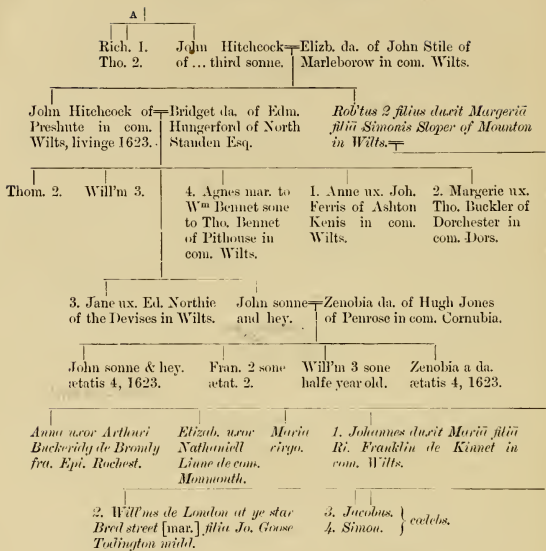 A
Rich. 1.
Tho. 2.
John Hitchcock=Elizb. da. of John Stile of
of ... third sonne. Marleborow in com. Wilts.
John Hitchcock of
Preshute in com.
Wilts, livinge 1623.
Bridget da. of Edm.
Hungerford of North
Standen Esq.
Rob'tus 2 filius duxit Margeriā
filiā Simonis Sloper of Mounton
in Wilts.=
Thom. 2.
Will'm 3.
4. Agnes mar. to
Wm Bennet sone
to Tho. Bennet
of Pithouse in
com. Wilts.
1. Anne ux. Joh.
Ferris of Ashton
Kenis in com.
Wilts.
2. Margerie ux.
Tho. Buckler of
Dorchester in
com. Dors.
3. Jane ux. Ed. Northie
of the Devises in Wilts.
John sonne
and hey.
Zenobia da. of Hugh Jones
of Penrose in com. Cornubia.
John sonne & hey.
ætatis 4, 1623.
Fran. 2 sone
ætat. 2.
Will'm 3 sone
halfe year old.
Zenobia a da.
ætatis 4, 1623.
Anna uxor Arthuri
Buckeridg de Bromly
fra. Epi. Rochest.
Elizab. uxor
Nathaniell
Linne de com.
Monmouth.
Maria
virgo.
1. Johannes duxit Mariā filiā
Ri. Franklin de Kinnet in
com. Wilts.
2. Will'ms de London at ye star
Bred street [mar.] filia Jo. Goose
Todington midd.
3. Jacobus.
4. Simon.
cœlebs.